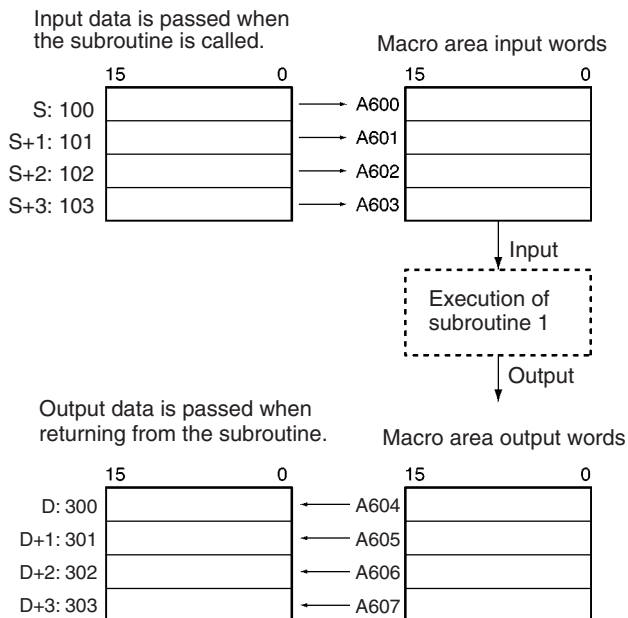 Input data is passed when
the subroutine is called.
Macro area input words
15 0 15 0
S: 100 A600
S+1: 101 A601
S+2: 102 A602
S+3: 103 A603
Input
Execution of
subroutine 1
Output
Output data is passed when
returning from the subroutine.
Macro area output words
15 0 15 0
D: 300 A604
D+1: 301 A605
D+2: 302 A606
D+3: 303 A607